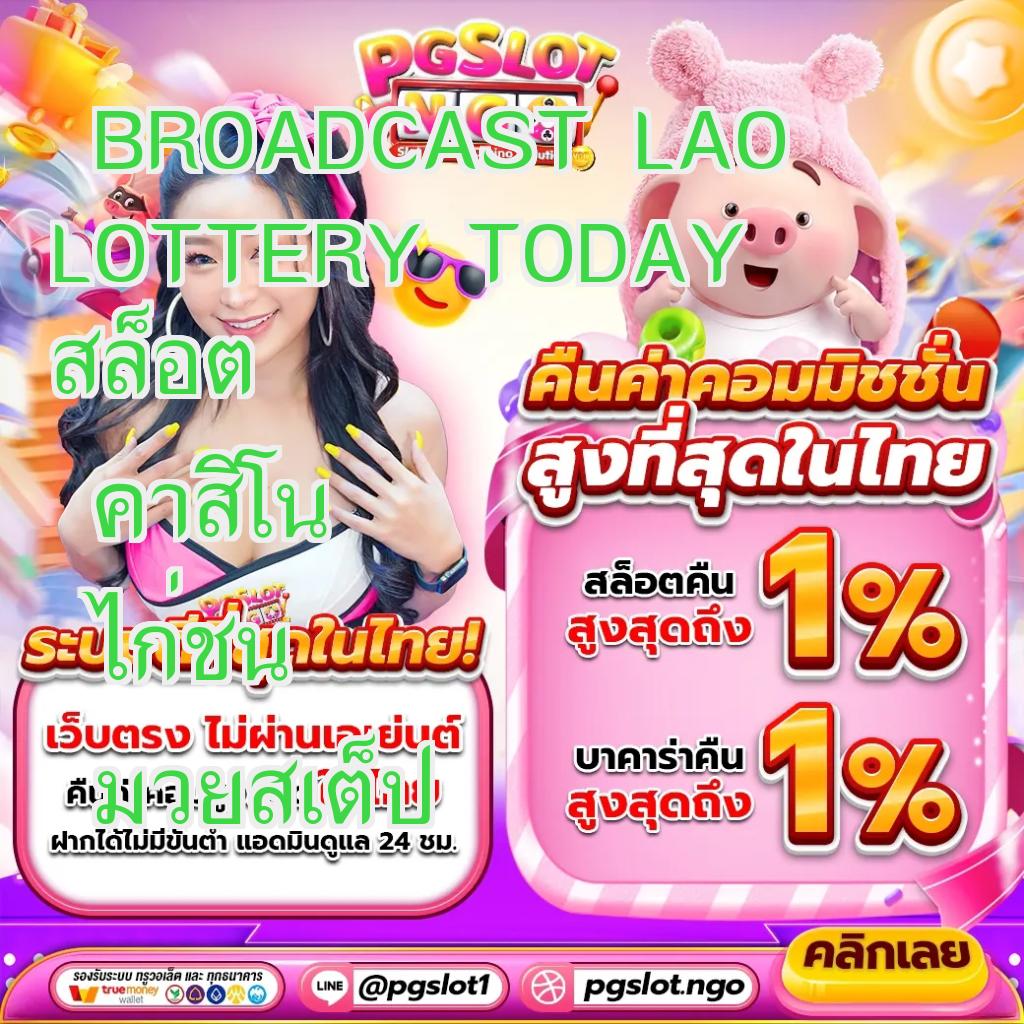 PGSLOT
BROADCAST LAO
LOTTERY TODAY
สล็อต
คาสิโน
ไก่ชน
มวยสเต็ป
คืนค่าคอมมิชชั่น
สูงที่สุดในไทย
สล็อตคืน
สูงสุดถึง
1%
บาคาร่าคืน
สูงสุดถึง
1%
ในไทย!
เว็บตรง ไม่ผ่านเอเย่นต์
ฝากได้ไม่มีขั้นต่ำ แอดมินดูแล 24 ชม.
คลิกเลย
รองรับระบบ ทรูวอเล็ต และ ทุกธนาคาร
truemoney
wallet
LINE @pgslot1
pgslot.ngo